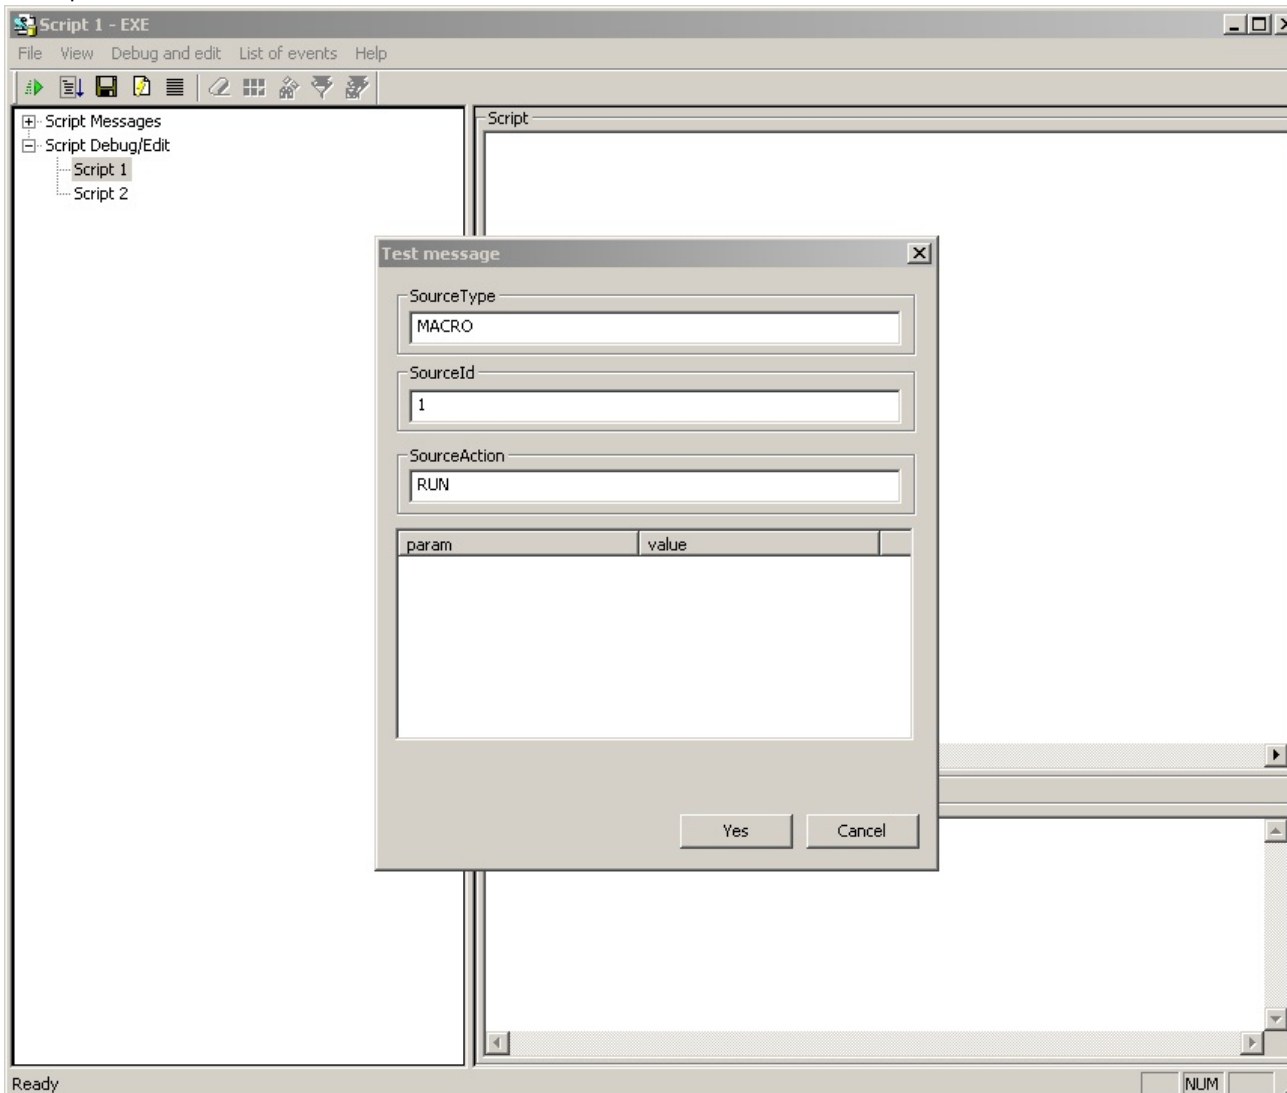 Script 1 - EXE
File View Debug and edit List of events Help
Script Messages
Script Debug/Edit
Script 1
Script 2
Script
Test message
SourceType
MACRO
SourceId
1
SourceAction
RUN
param value
Yes Cancel
Ready NUM